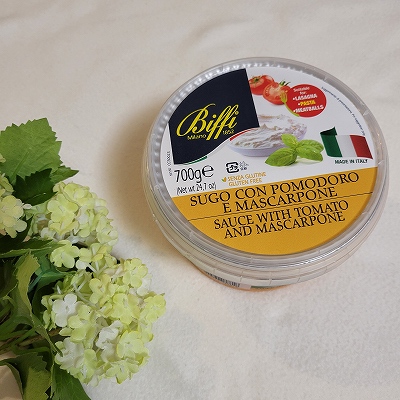 Biffi
Milano 1852
Suitable
for:
•LASAGNA
•PASTA
•MEATBALLS
MADE IN ITALY
700g e
(Net wt 24,7 oz)
SENZA GLUTINE
GLUTEN FREE
SUGO CON POMODORO
E MASCARPONE
SAUCE WITH TOMATO
AND MASCARPONE